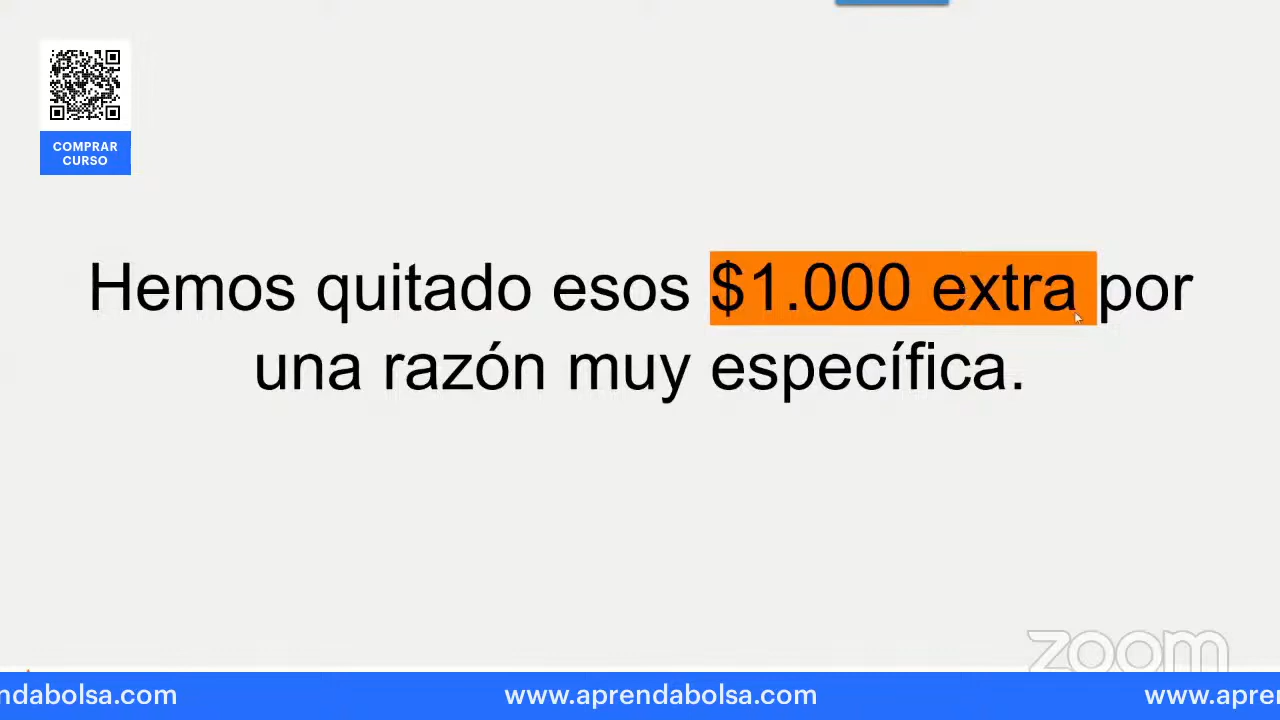 COMPRAR
CURSO
Hemos quitado esos $1.000 extra por
una razón muy específica.
zoom
ndabolsa.com www.aprendabolsa.com www.apren